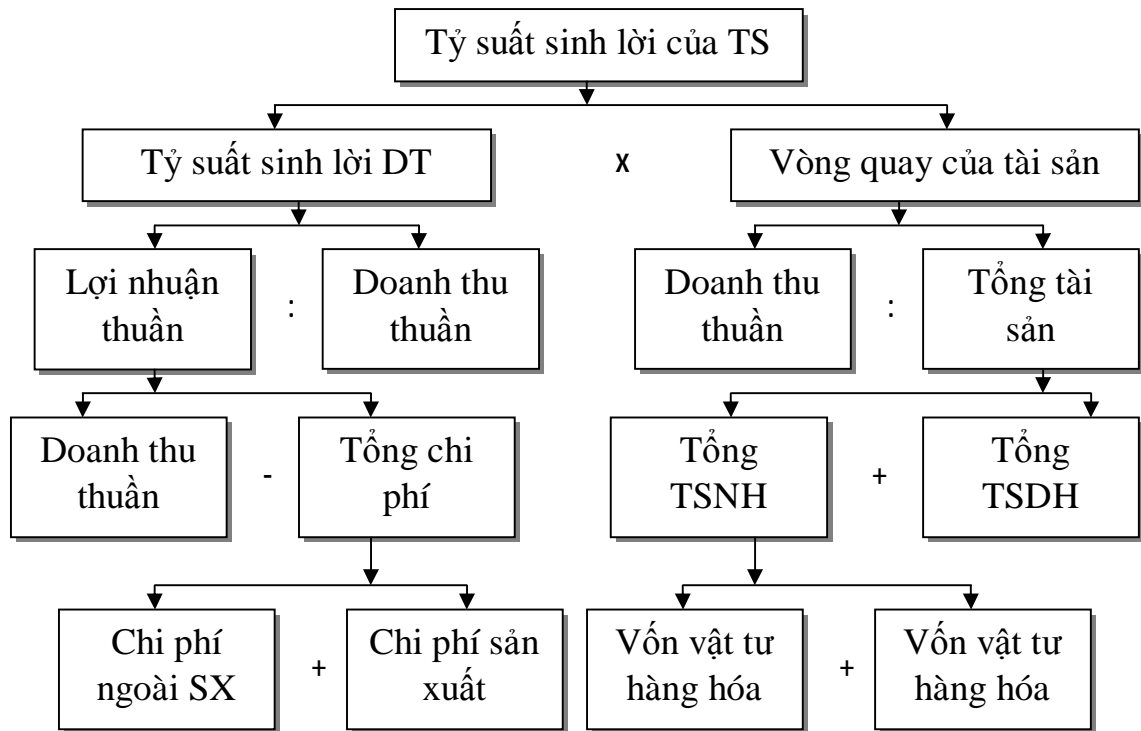 Tỷ suất sinh lời của TS
Tỷ suất sinh lời DT
x
Vòng quay của tài sản
Lợi nhuận
thuần
:
Doanh thu
thuần
Doanh thu
thuần
:
Tổng tài
sản
Doanh thu
thuần
-
Tổng chi
phí
Tổng
TSNH
+
Tổng
TSDH
Chi phí
ngoài SX
+
Chi phí sản
xuất
Vốn vật tư
hàng hóa
+
Vốn vật tư
hàng hóa